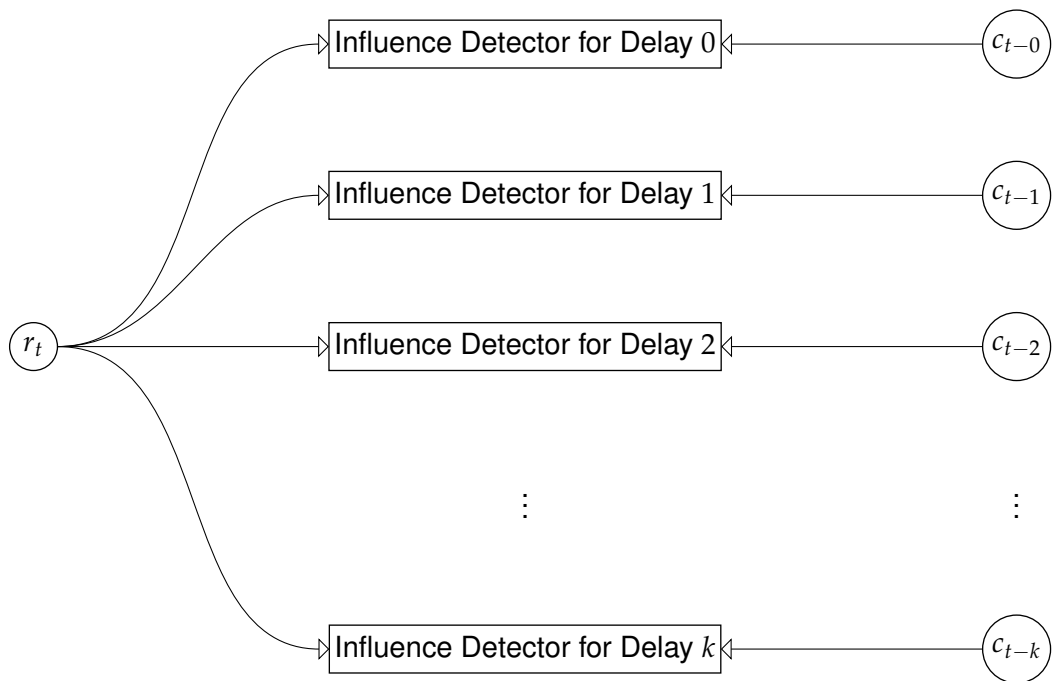 Influence Detector for Delay 0
c_{t−0}
Influence Detector for Delay 1
c_{t−1}
r_t
Influence Detector for Delay 2
c_{t−2}
⋮
⋮
Influence Detector for Delay k
c_{t−k}